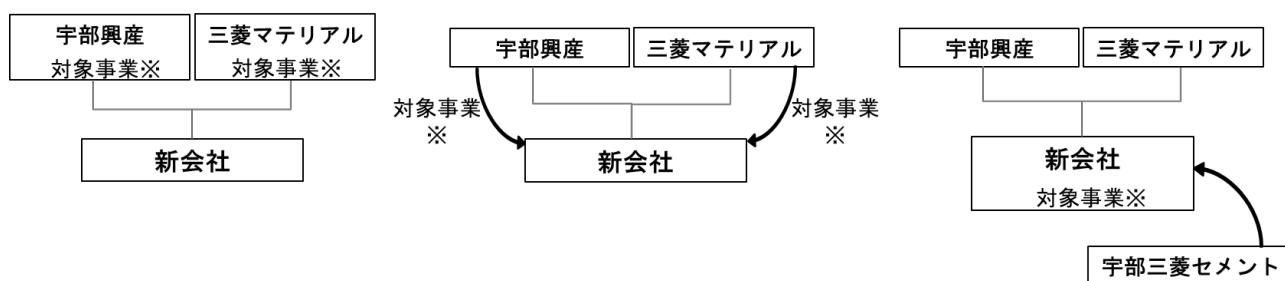 宇部興産
対象事業※
三菱マテリアル
対象事業※
新会社
宇部興産
三菱マテリアル
対象事業
※
対象事業
※
新会社
宇部興産
三菱マテリアル
新会社
対象事業※
宇部三菱セメント